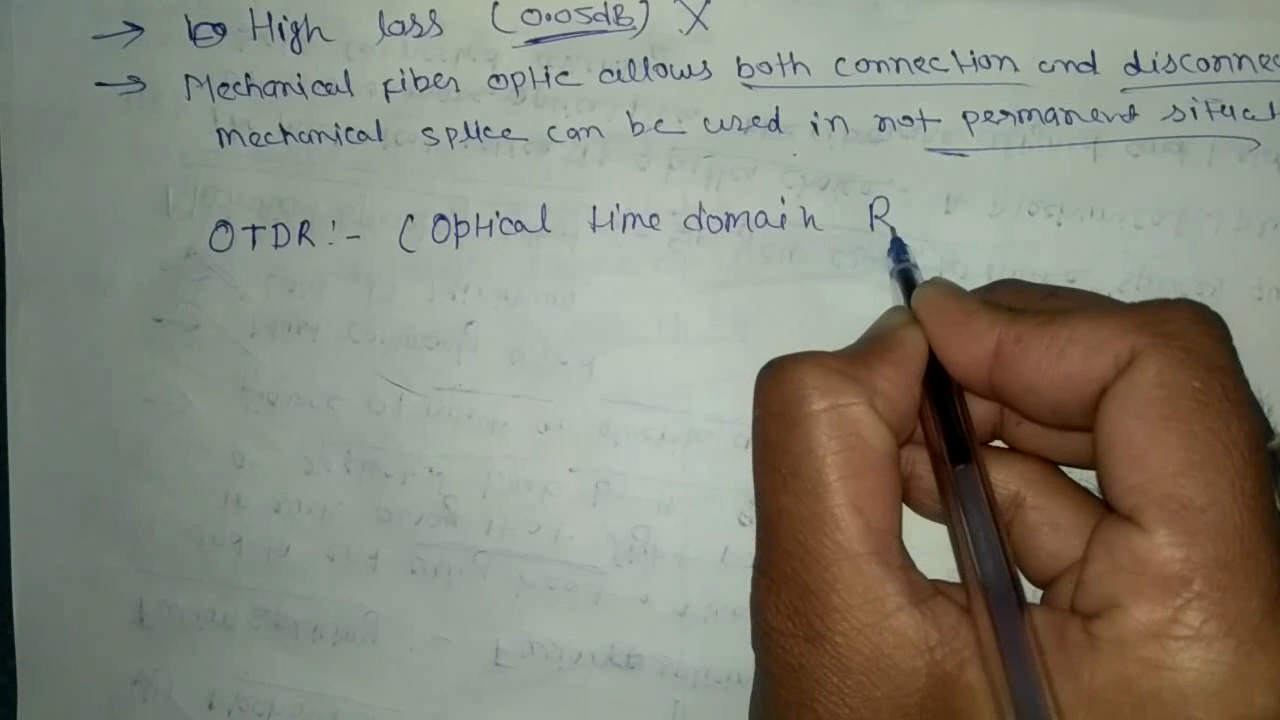 → High loss (0.05dB) X
→ Mechanical fiber optic allows both connection and disconnec
mechanical splice can be used in not permanent situat
OTDR:- (Optical time domain R